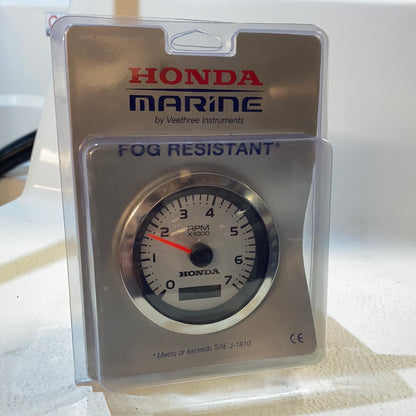 HONDA
MARINE
by Veethree Instruments
FOG RESISTANT*
0 1 2 3 4 5 6 7
RPM
X1000
HONDA
* Meets or exceeds SAE J-1810
CE